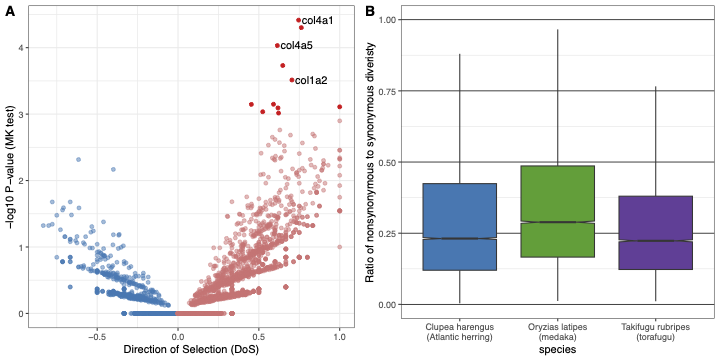 A
−log10 P−value (MK test)
4
3
2
1
0
col4a1
col4a5
col1a2
−0.5
0.0
0.5
1.0
Direction of Selection (DoS)
B
Ratio of nonsynonymous to synonymous diveristy
1.00
0.75
0.50
0.25
0.00
Clupea harengus
(Atlantic herring)
Oryzias latipes
(medaka)
Takifugu rubripes
(torafugu)
species